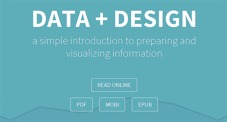 DATA + DESIGN
a simple introduction to preparing and
visualizing information
READ ONLINE
PDF
MOBI
EPUB